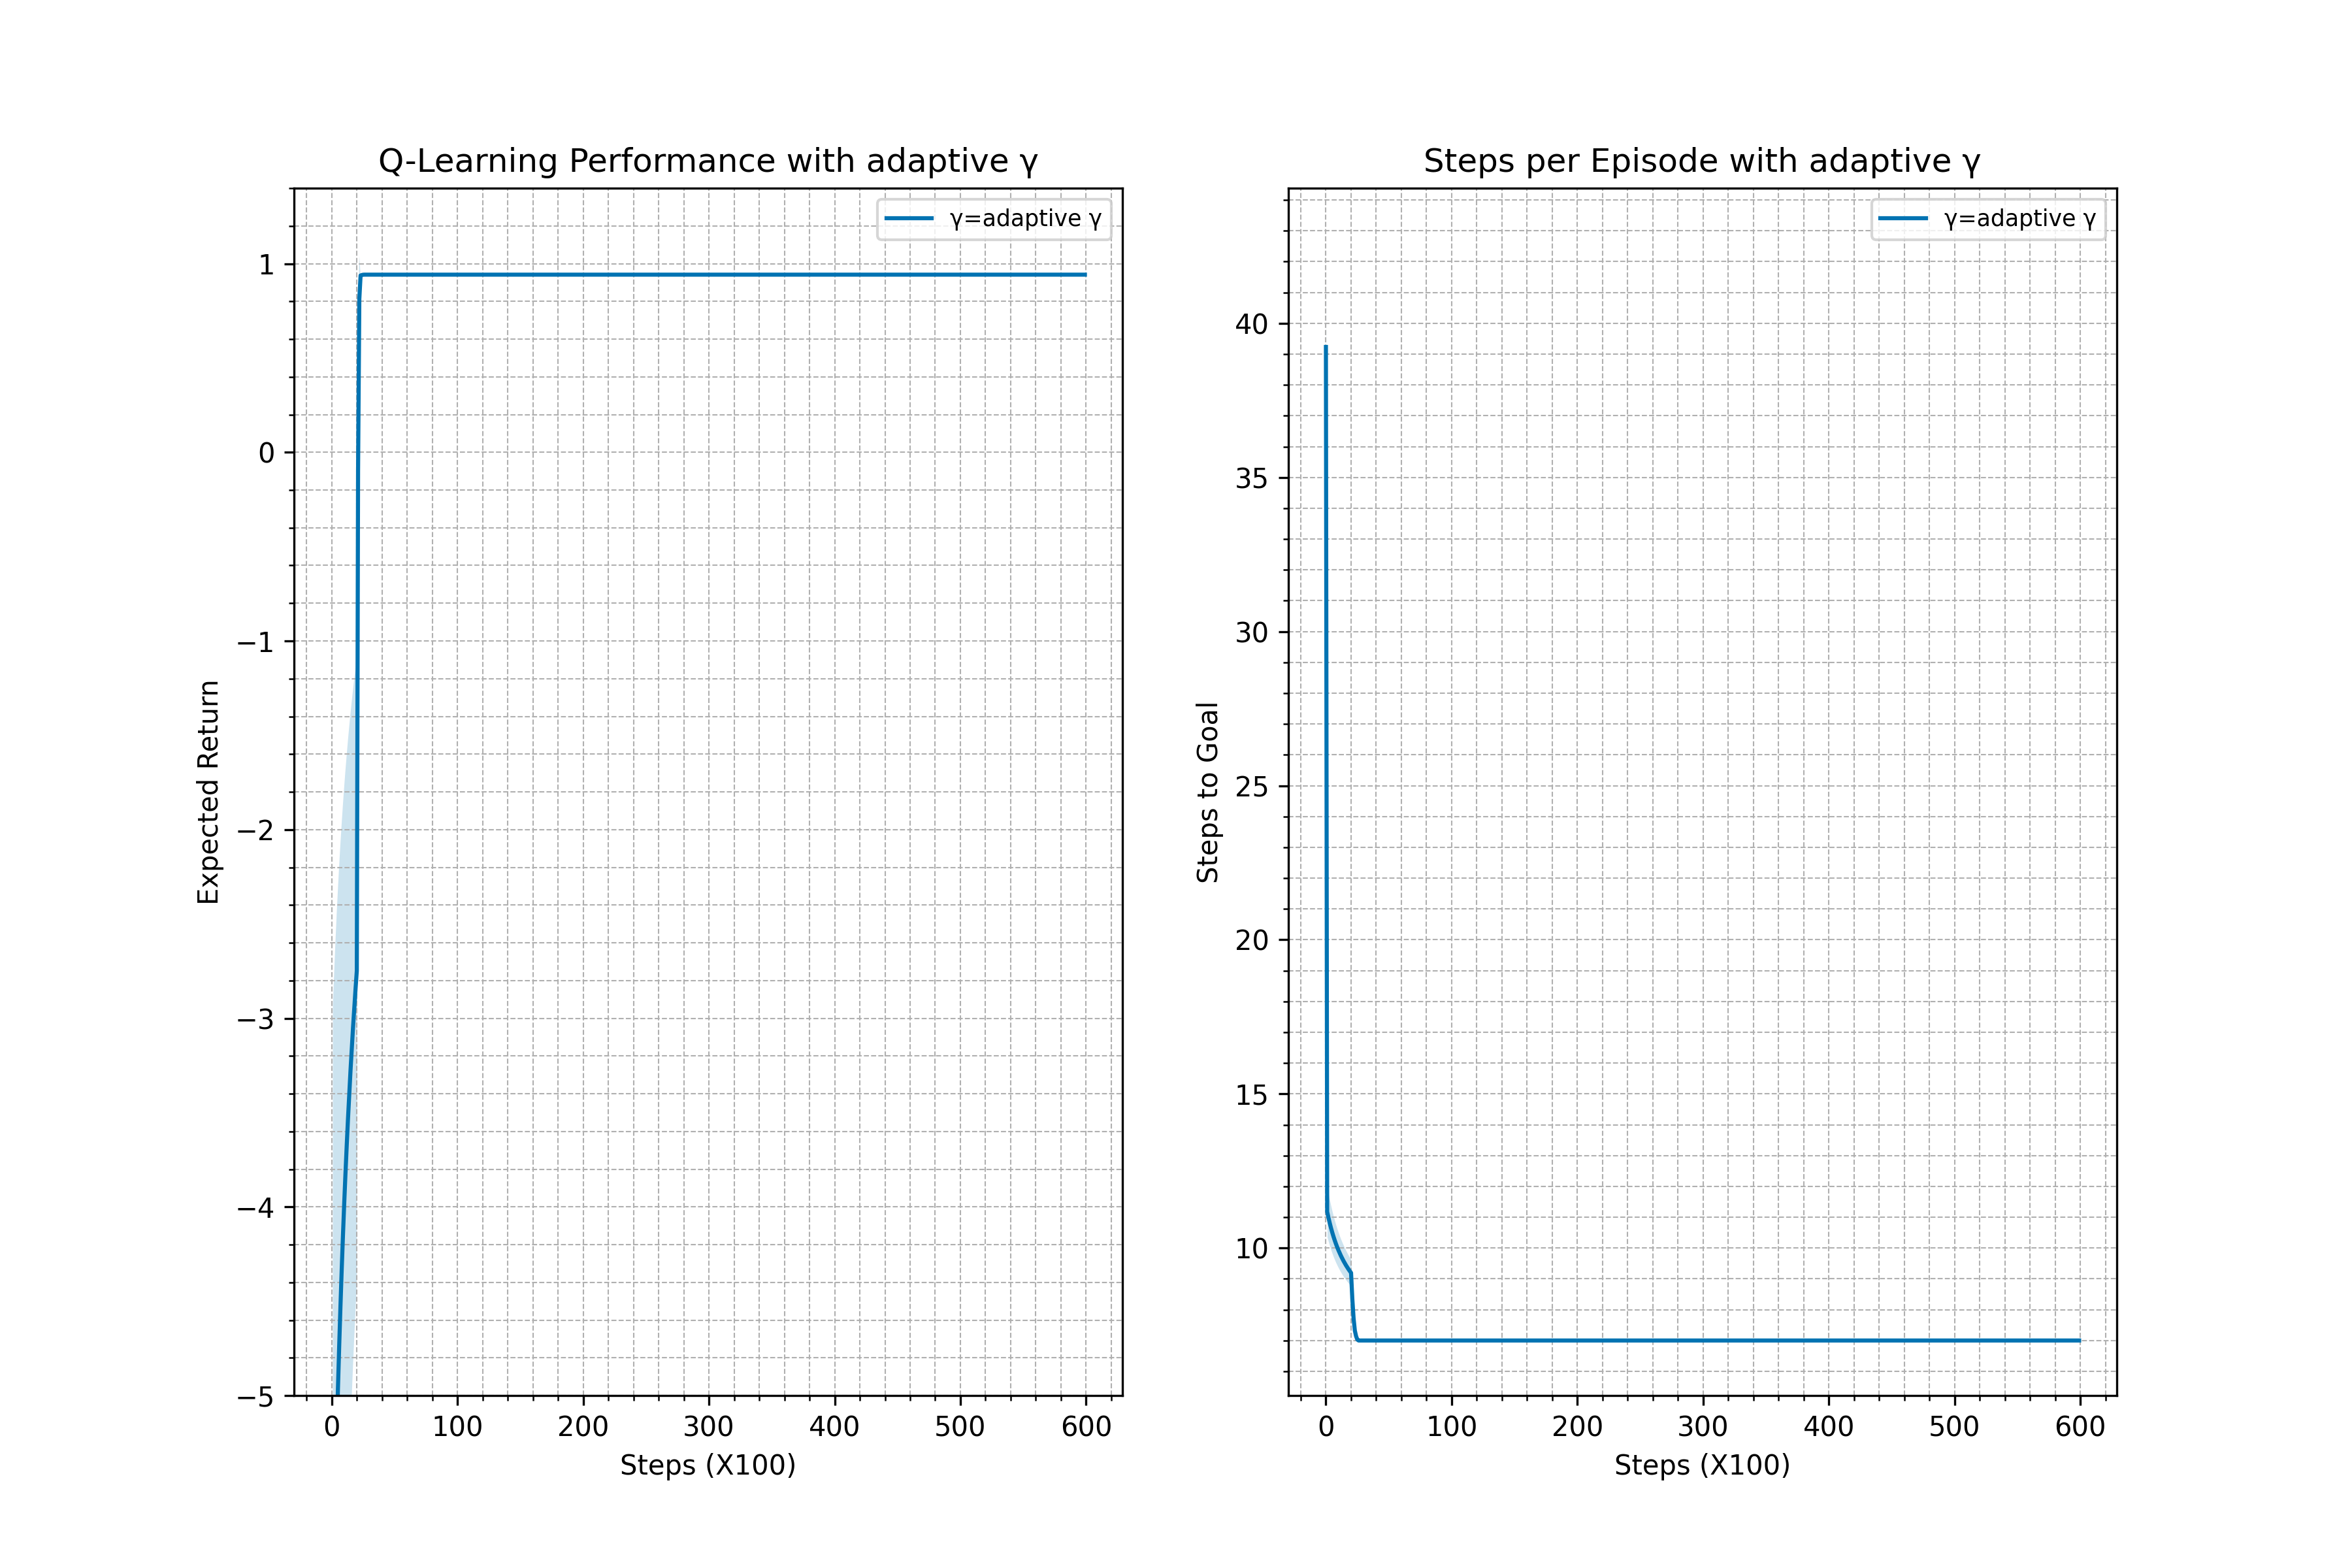 Q-Learning Performance with adaptive γ
γ=adaptive γ
Expected Return
1
0
−1
−2
−3
−4
−5
0 100 200 300 400 500 600
Steps (X100)
Steps per Episode with adaptive γ
γ=adaptive γ
Steps to Goal
40
35
30
25
20
15
10
0 100 200 300 400 500 600
Steps (X100)